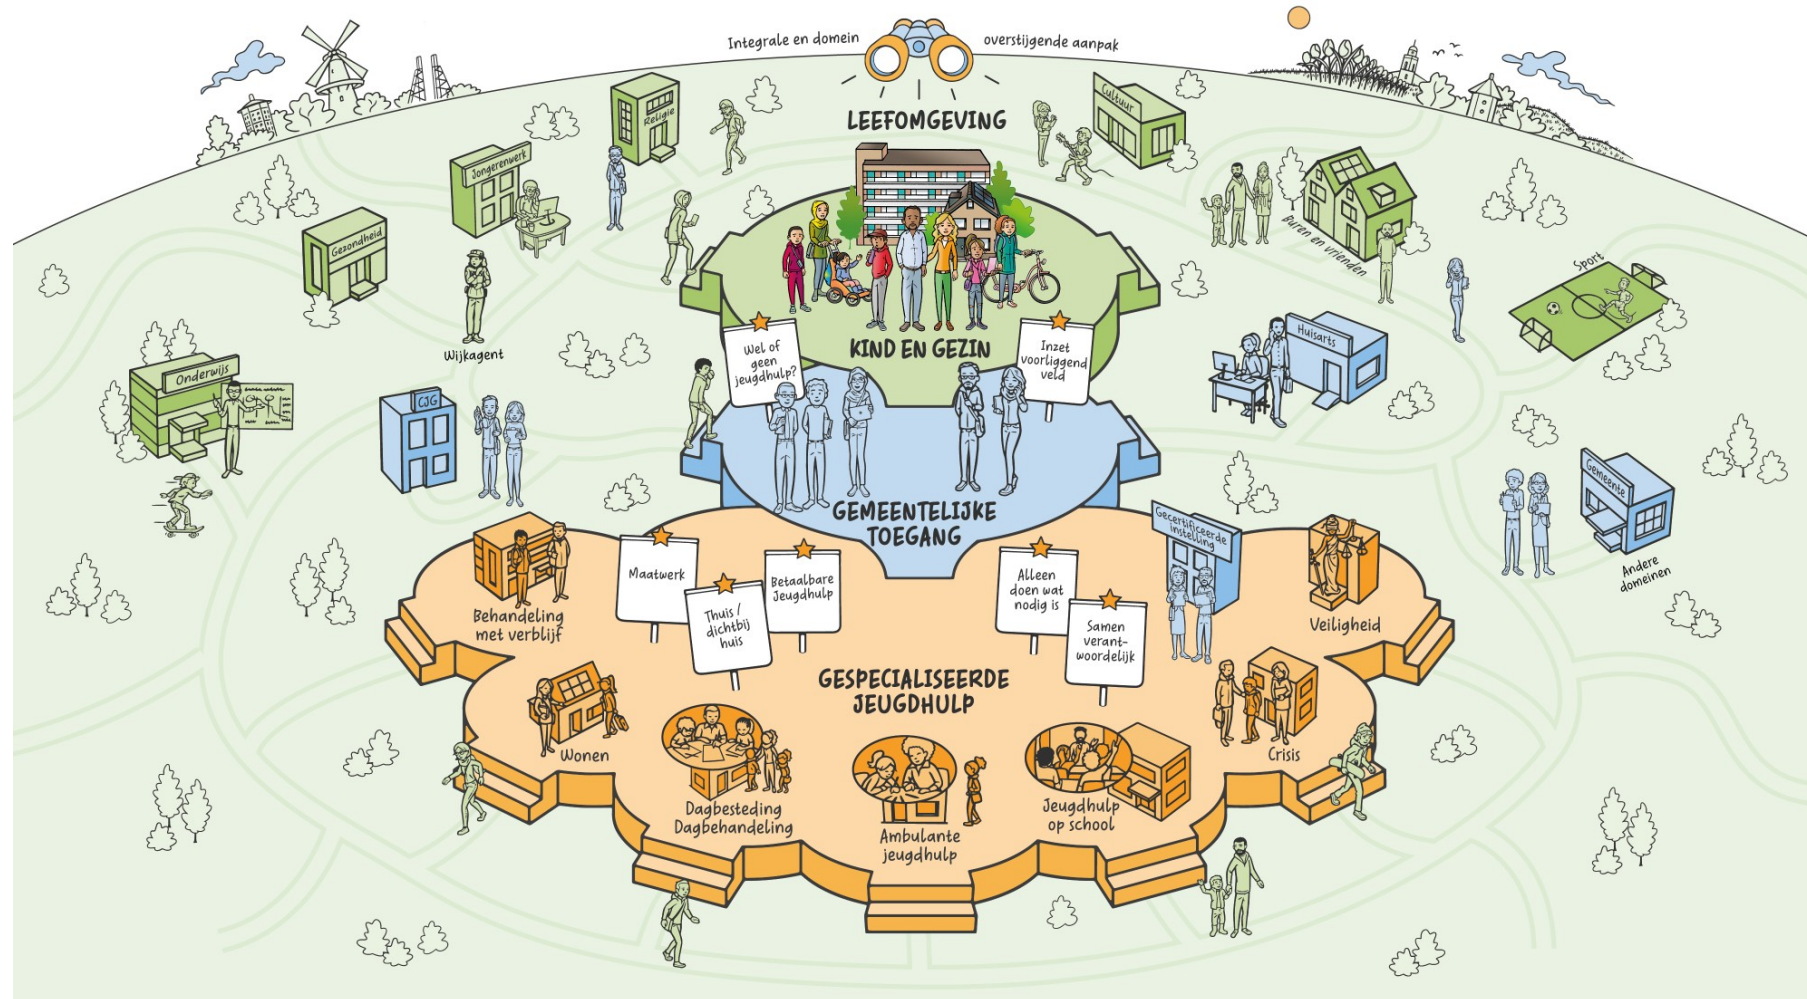 Integrale en domein
overstijgende aanpak
LEEFOMGEVING
Religie
Cultuur
Jongerenwerk
Gezondheid
Buren en vrienden
Sport
Wijkagent
Onderwijs
CJG
Huisarts
KIND EN GEZIN
Wel of
geen
jeugdhulp?
Inzet
voorliggend
veld
GEMEENTELIJKE
TOEGANG
Gemeente
Andere
domeinen
Gecertificeerde
instelling
Behandeling
met verblijf
Maatwerk
Thuis /
dichtbij
huis
Betaalbare
Jeugdhulp
Alleen
doen wat
nodig is
Samen
verant-
woordelijk
Veiligheid
GESPECIALISEERDE
JEUGDHULP
Wonen
Dagbesteding
Dagbehandeling
Ambulante
jeugdhulp
Jeugdhulp
op school
Crisis